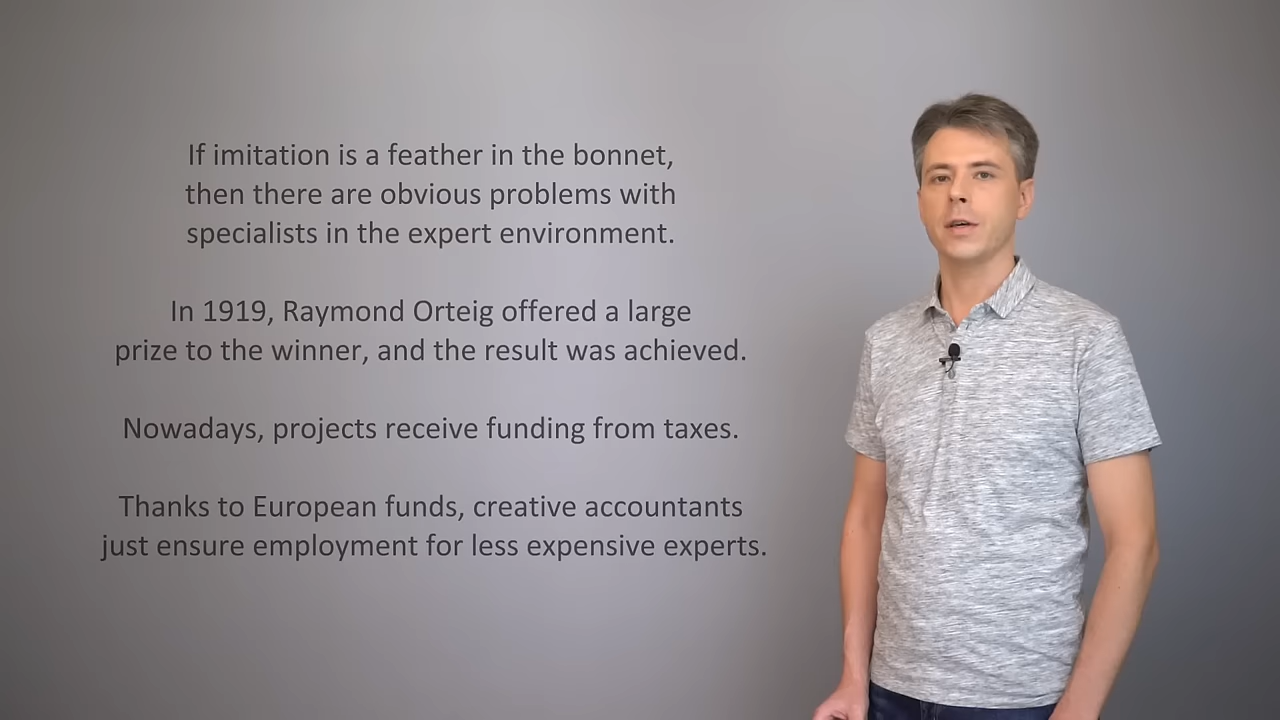 If imitation is a feather in the bonnet,
then there are obvious problems with
specialists in the expert environment.
In 1919, Raymond Orteig offered a large
prize to the winner, and the result was achieved.
Nowadays, projects receive funding from taxes.
Thanks to European funds, creative accountants
just ensure employment for less expensive experts.